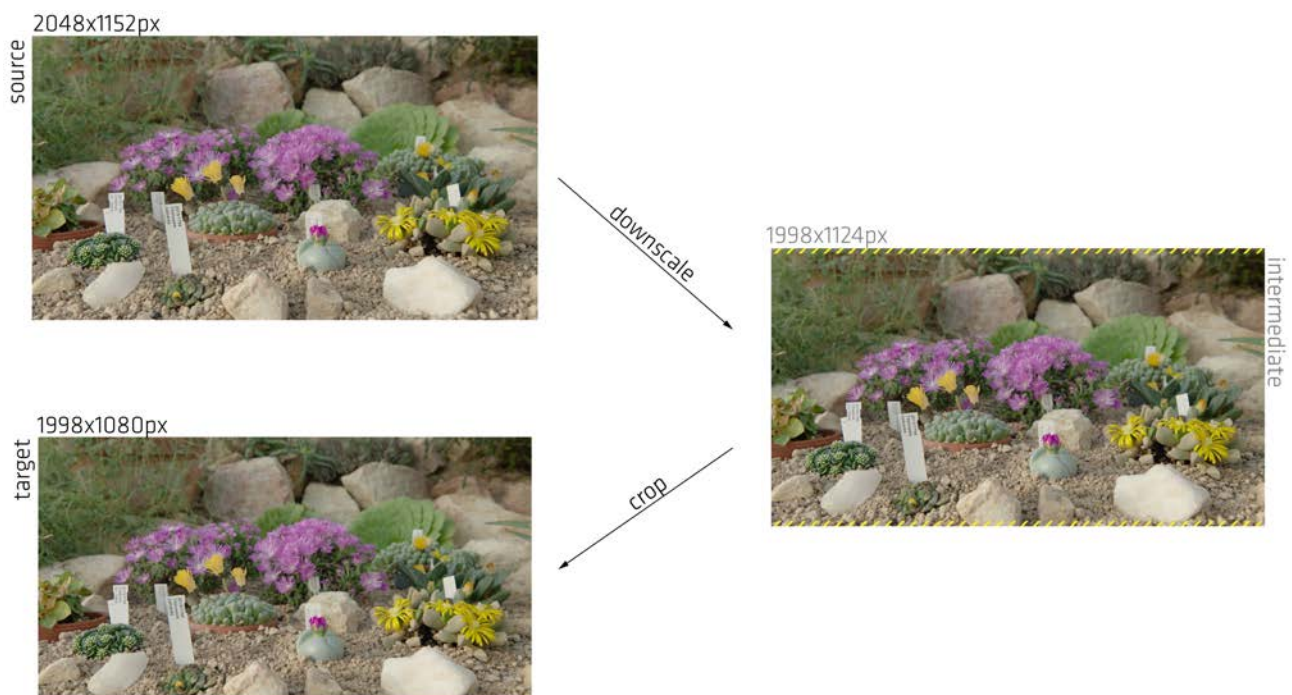 2048x1152px
source
downscale
1998x1124px
intermediate
crop
1998x1080px
target